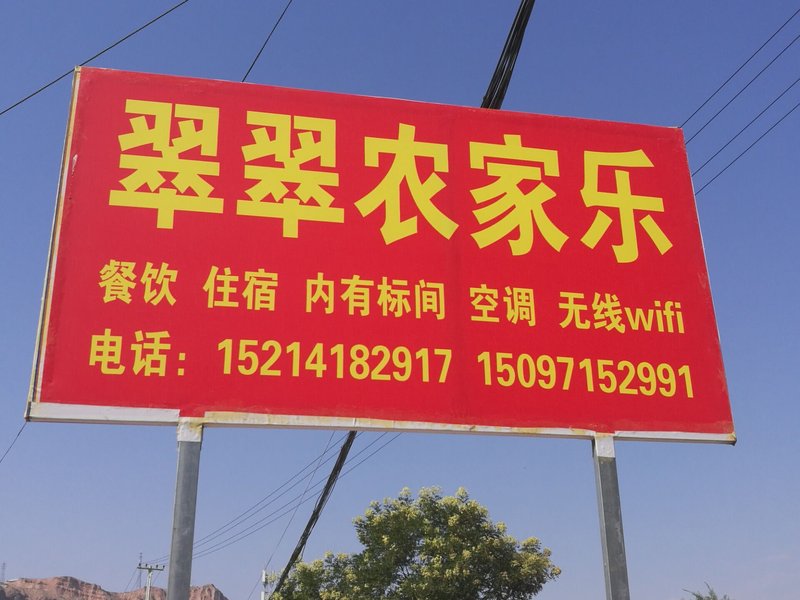 翠翠农家乐
餐饮 住宿 内有标间 空调 无线wifi
电话：15214182917 15097152991